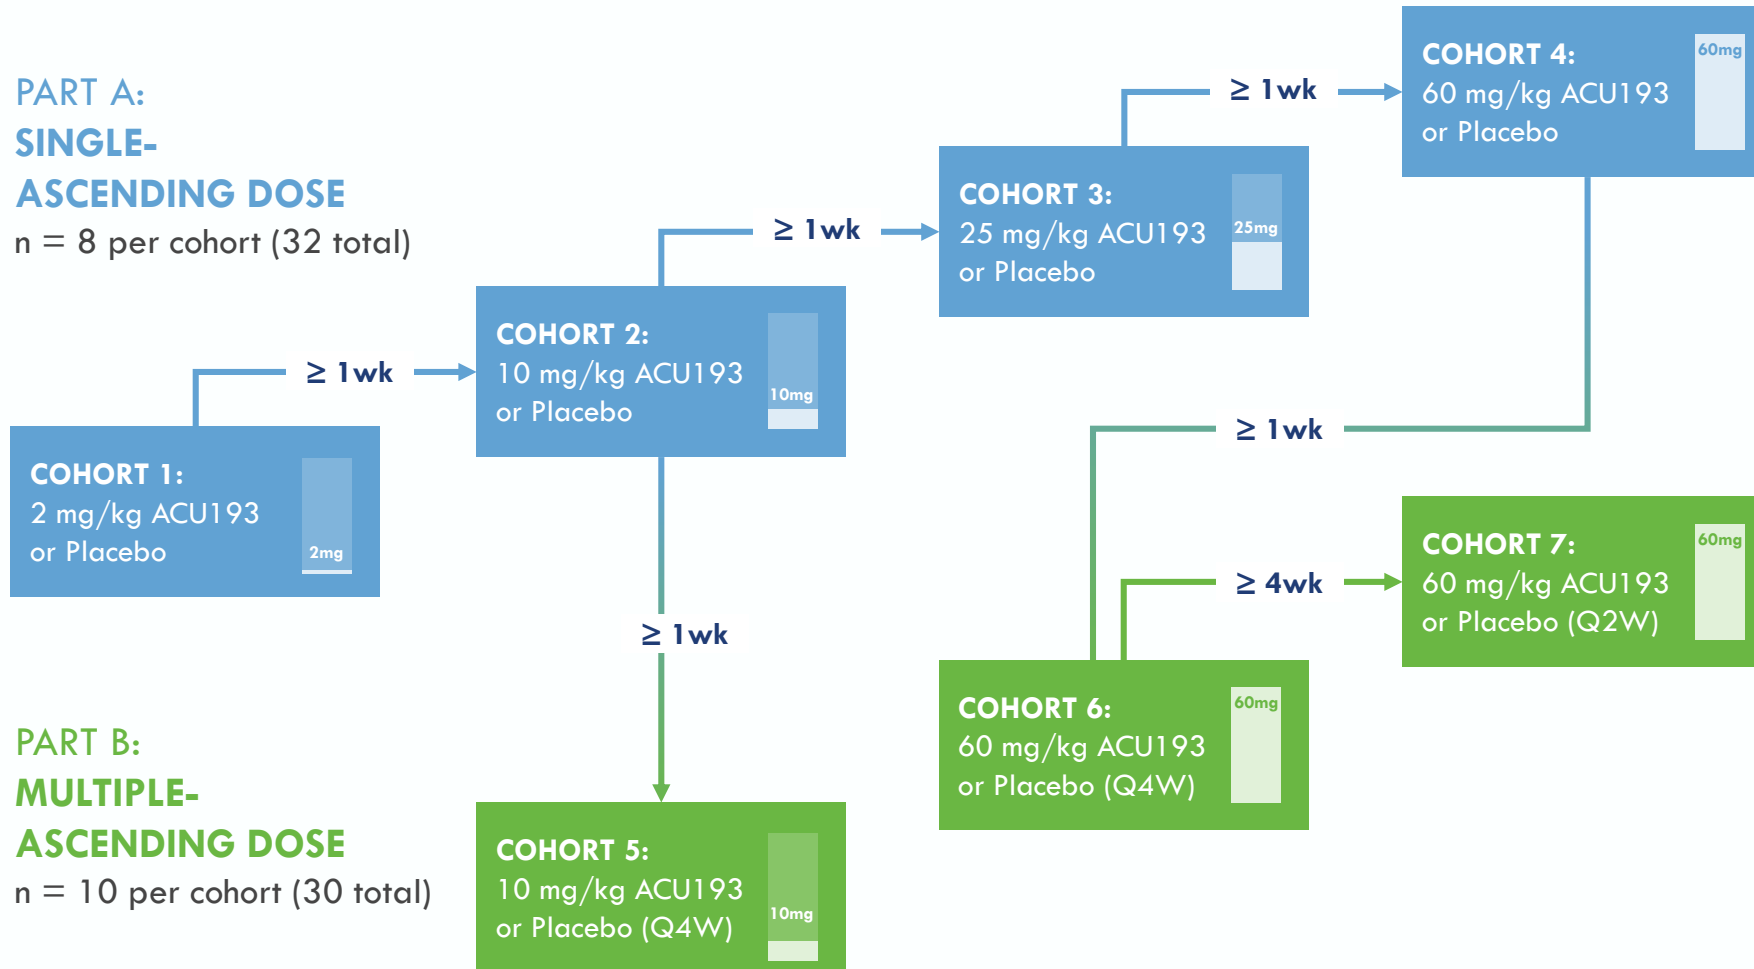 PART A:
SINGLE-
ASCENDING DOSE
n = 8 per cohort (32 total)
COHORT 1:
2 mg/kg ACU193
or Placebo
2mg
≥ 1wk
COHORT 2:
10 mg/kg ACU193
or Placebo
10mg
≥ 1wk
COHORT 3:
25 mg/kg ACU193
or Placebo
25mg
≥ 1wk
COHORT 4:
60 mg/kg ACU193
or Placebo
60mg
≥ 1wk
≥ 1wk
PART B:
MULTIPLE-
ASCENDING DOSE
n = 10 per cohort (30 total)
COHORT 5:
10 mg/kg ACU193
or Placebo (Q4W)
10mg
COHORT 6:
60 mg/kg ACU193
or Placebo (Q4W)
60mg
≥ 4wk
COHORT 7:
60 mg/kg ACU193
or Placebo (Q2W)
60mg